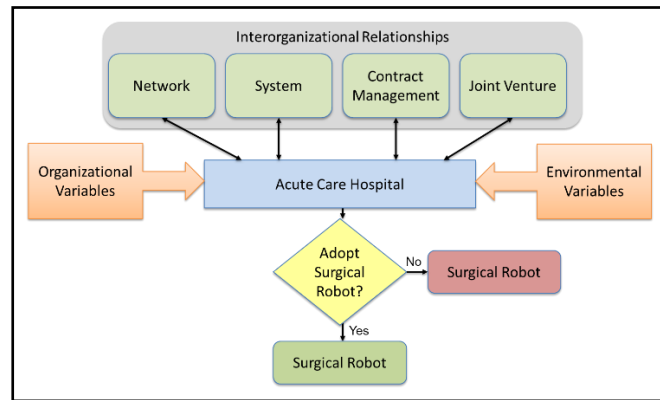 Interorganizational Relationships
Network
System
Contract
Management
Joint Venture
Organizational
Variables
Acute Care Hospital
Environmental
Variables
Adopt
Surgical
Robot?
No
Surgical Robot
Yes
Surgical Robot